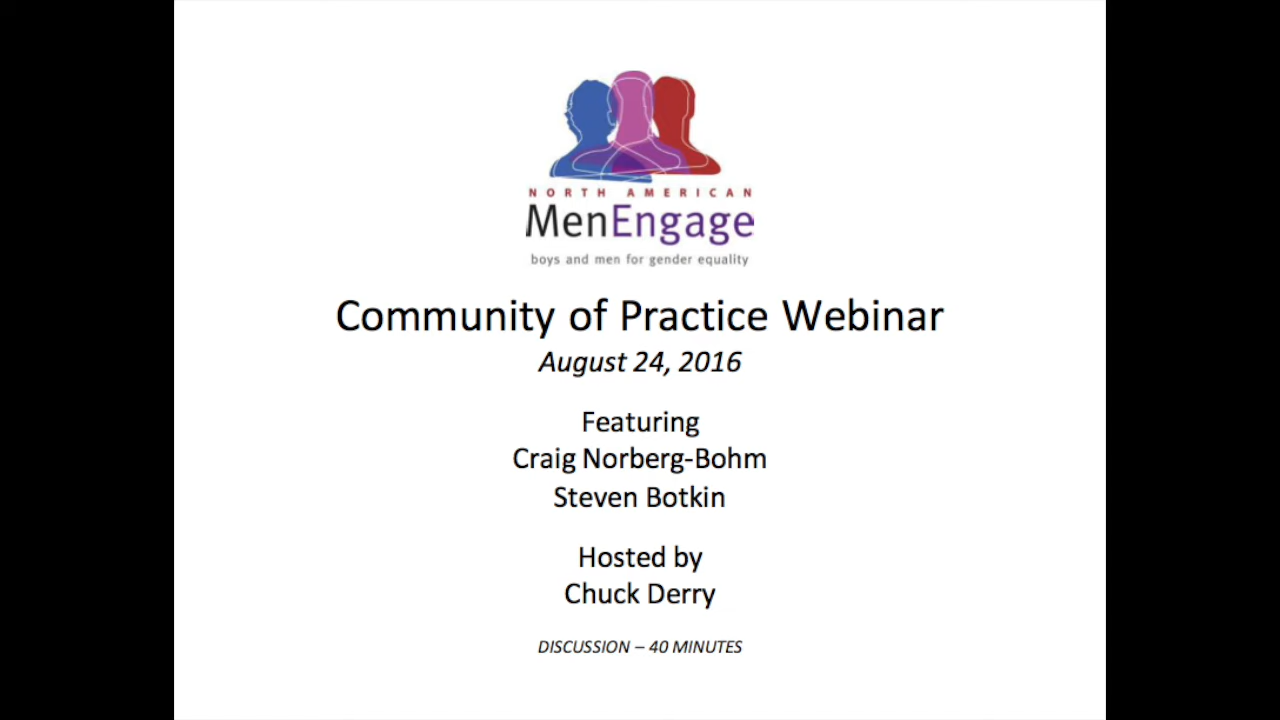 NORTH AMERICAN
MenEngage
boys and men for gender equality
Community of Practice Webinar
August 24, 2016
Featuring
Craig Norberg-Bohm
Steven Botkin
Hosted by
Chuck Derry
DISCUSSION – 40 MINUTES